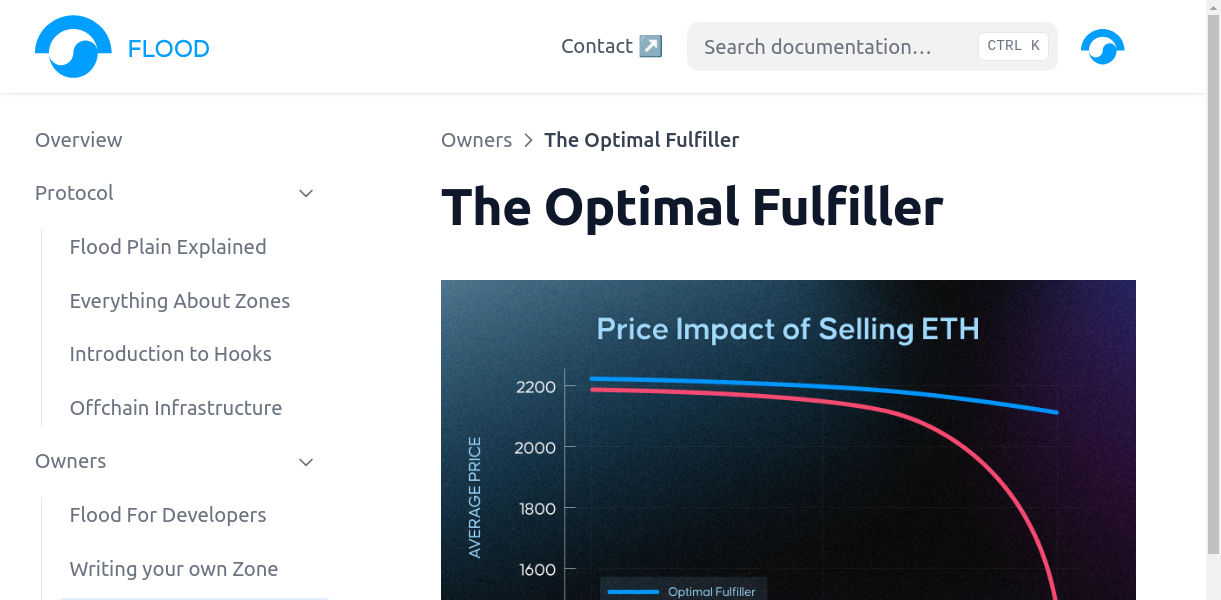 FLOOD
Contact ↗️
Search documentation…
CTRL K
Overview
Protocol
Flood Plain Explained
Everything About Zones
Introduction to Hooks
Offchain Infrastructure
Owners
Flood For Developers
Writing your own Zone
Owners > The Optimal Fulfiller
The Optimal Fulfiller
Price Impact of Selling ETH
AVERAGE PRICE
2200
2000
1800
1600
Optimal Fulfiller